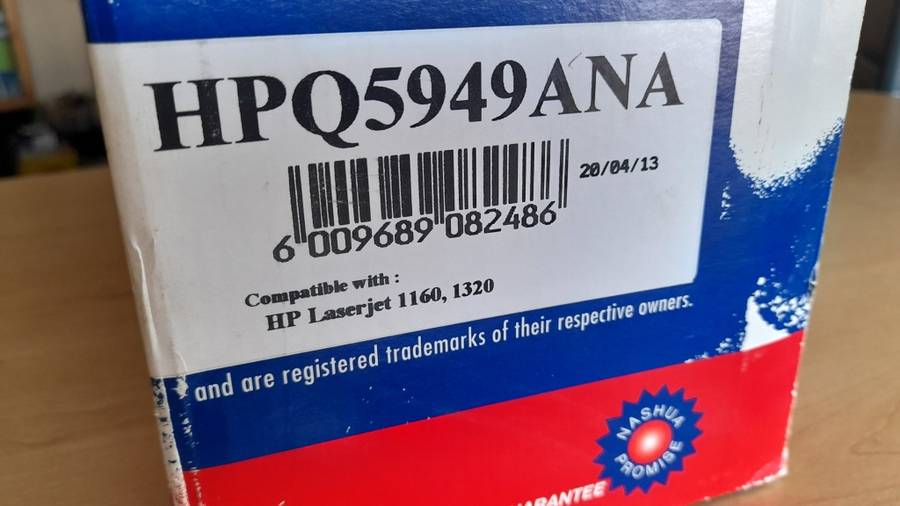 HPQ5949ANA
20/04/13
6 009689 082486
Compatible with :
HP Laserjet 1160, 1320
and are registered trademarks of their respective owners.
NASHUA
PROMISE